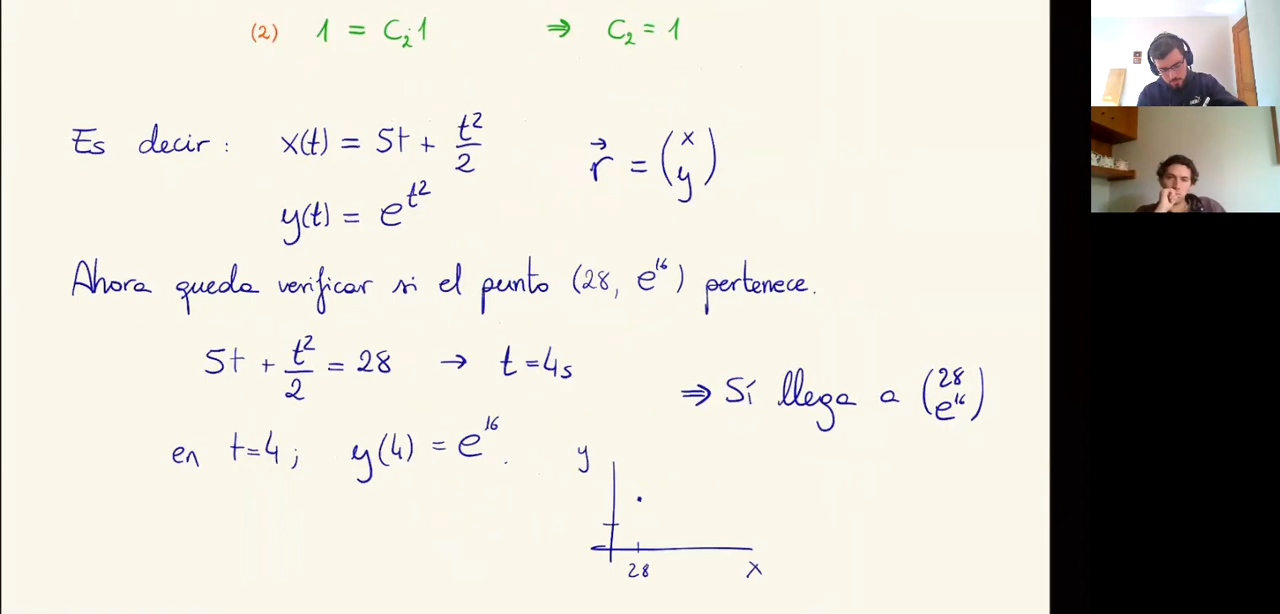 (2) 1 = C₂·1 ⇒ C₂ = 1
Es decir : x(t) = 5t + t²/2
r⃗ = (x y)
y(t) = e^t²
Ahora queda verificar si el punto (28, e¹⁶) pertenece.
5t + t²/2 = 28 → t = 4s
⇒ Sí llega a (28 e¹⁶)
en t=4 ; y(4) = e¹⁶.
y
28
x